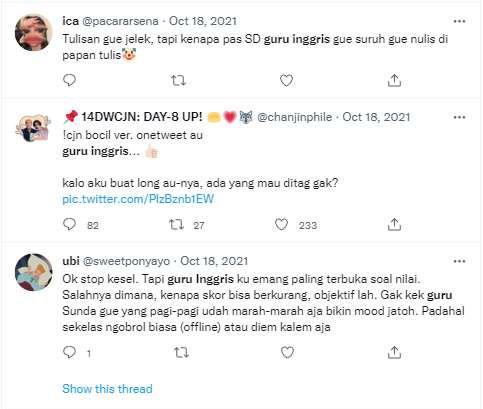 ica @pacararsena · Oct 18, 2021
Tulisan gue jelek, tapi kenapa pas SD guru inggris gue suruh gue nulis di
papan tulis🤡
📌 14DWCJN: DAY-8 UP! @chanjinphile · Oct 18, 2021
!cjn bocil ver. onetweet au
guru inggris... 👍🏻
kalo aku buat long au-nya, ada yang mau ditag gak?
pic.twitter.com/PlzBznb1EW
82 27 233
ubi @sweetponyayo · Oct 18, 2021
Ok stop kesel. Tapi guru Inggris ku emang paling terbuka soal nilai.
Salahnya dimana, kenapa skor bisa berkurang, objektif lah. Gak kek guru
Sunda gue yang pagi-pagi udah marah-marah aja bikin mood jatoh. Padahal
sekelas ngobrol biasa (offline) atau diem kalem aja
1
Show this thread